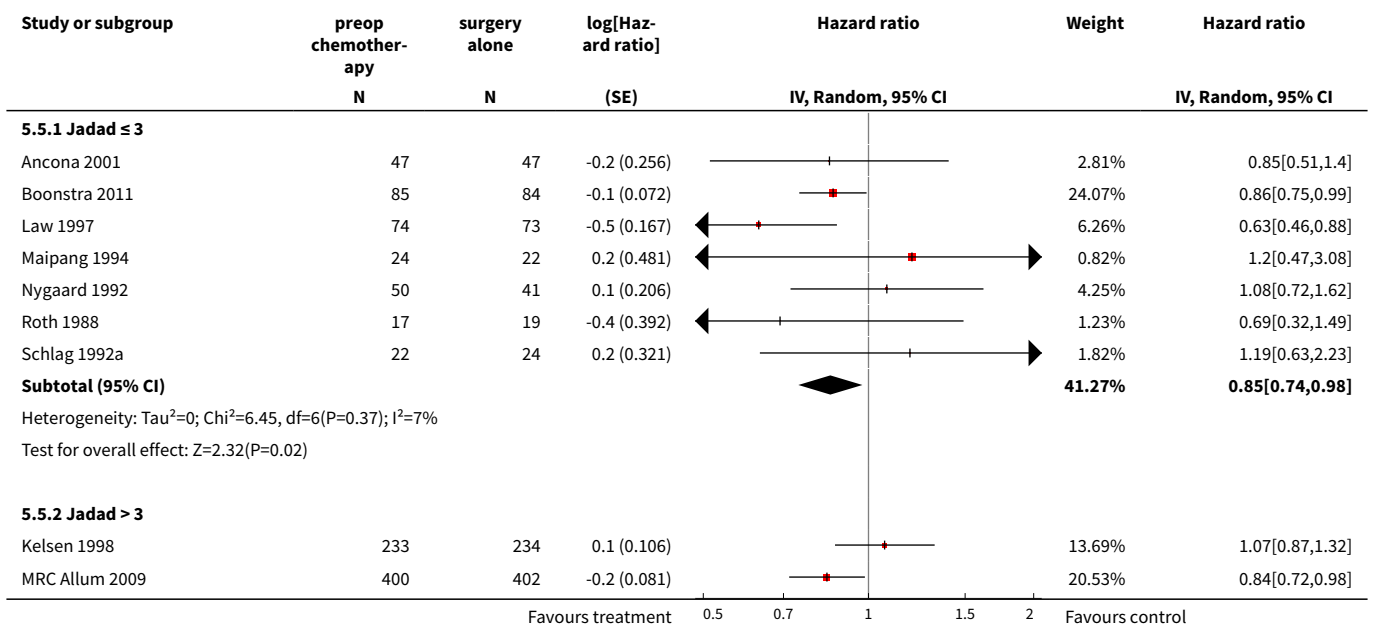 Study or subgroup preop surgery log[Haz- Hazard ratio Weight Hazard ratio
chemother- alone ard ratio]
apy
N N (SE) IV, Random, 95% CI IV, Random, 95% CI
5.5.1 Jadad ≤ 3
Ancona 2001 47 47 -0.2 (0.256) 2.81% 0.85[0.51,1.4]
Boonstra 2011 85 84 -0.1 (0.072) 24.07% 0.86[0.75,0.99]
Law 1997 74 73 -0.5 (0.167) 6.26% 0.63[0.46,0.88]
Maipang 1994 24 22 0.2 (0.481) 0.82% 1.2[0.47,3.08]
Nygaard 1992 50 41 0.1 (0.206) 4.25% 1.08[0.72,1.62]
Roth 1988 17 19 -0.4 (0.392) 1.23% 0.69[0.32,1.49]
Schlag 1992a 22 24 0.2 (0.321) 1.82% 1.19[0.63,2.23]
Subtotal (95% CI) 41.27% 0.85[0.74,0.98]
Heterogeneity: Tau²=0; Chi²=6.45, df=6(P=0.37); I²=7%
Test for overall effect: Z=2.32(P=0.02)
5.5.2 Jadad > 3
Kelsen 1998 233 234 0.1 (0.106) 13.69% 1.07[0.87,1.32]
MRC Allum 2009 400 402 -0.2 (0.081) 20.53% 0.84[0.72,0.98]
Favours treatment 0.5 0.7 1 1.5 2 Favours control